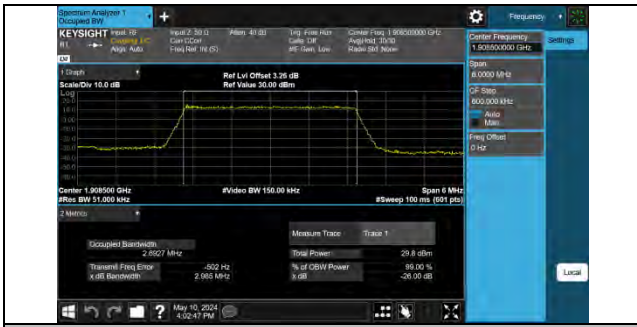 Spectrum Analyzer 1
Occupied BW
+
Frequency
KEYSIGHT Input: RF Input Z: 50 Ω Atten: 40 dB Trig: Free Run Center Freq: 1.908500000 GHz
Align: Auto Freq Ref: Int (S) Gate: Off Avg|Hold: 30/30
#IF Gain: Low Radio Std: None
Center Frequency
1.908500000 GHz
Settings
Span
6.0000 MHz
CF Step
600.000 kHz
Auto
Man
Freq Offset
0 Hz
1 Graph
Scale/Div 10.0 dB
Ref Lvl Offset 3.26 dB
Ref Value 30.00 dBm
Log
Center 1.908500 GHz
#Video BW 150.00 kHz
Span 6 MHz
#Res BW 51.000 kHz
#Sweep 100 ms (601 pts)
2 Metrics
Measure Trace Trace 1
Occupied Bandwidth
2.6927 MHz
Total Power 29.8 dBm
Transmit Freq Error -502 Hz
% of OBW Power 99.00 %
x dB Bandwidth 2.985 MHz
x dB -26.00 dB
Local
?
May 10, 2024
4:02:47 PM